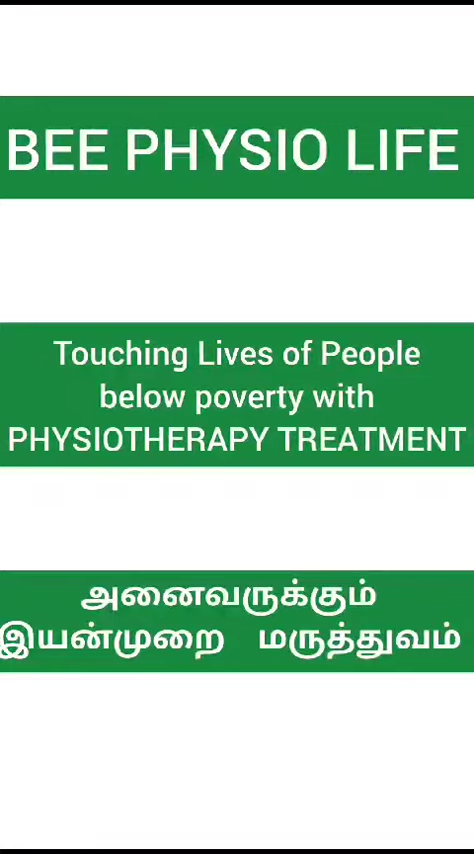 BEE PHYSIO LIFE
Touching Lives of People
below poverty with
PHYSIOTHERAPY TREATMENT
அனைவருக்கும்
இயன்முறை மருத்துவம்